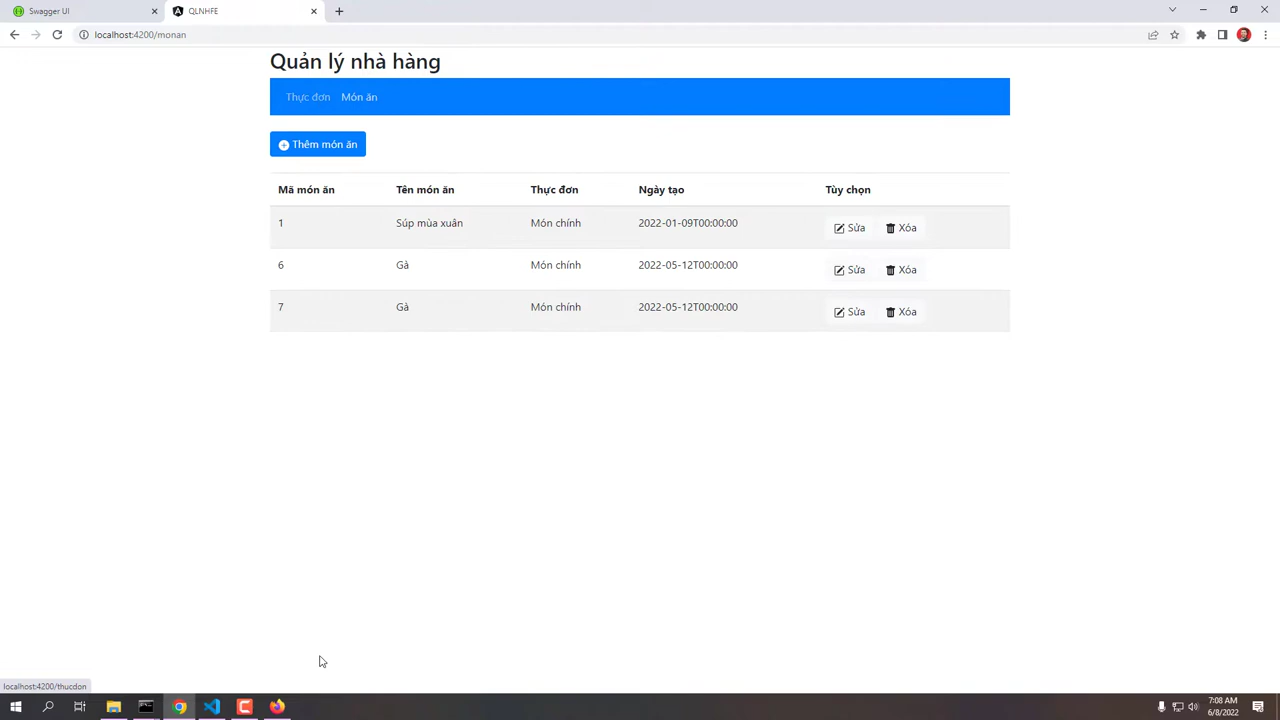 Swagger UI
QLNHFE
localhost:4200/monan
Quản lý nhà hàng
Thực đơn Món ăn
Thêm món ăn
Mã món ăn Tên món ăn Thực đơn Ngày tạo Tùy chọn
1 Súp mùa xuân Món chính 2022-01-09T00:00:00 Sửa Xóa
6 Gà Món chính 2022-05-12T00:00:00 Sửa Xóa
7 Gà Món chính 2022-05-12T00:00:00 Sửa Xóa
localhost:4200/thucdon
7:08 AM
6/8/2022